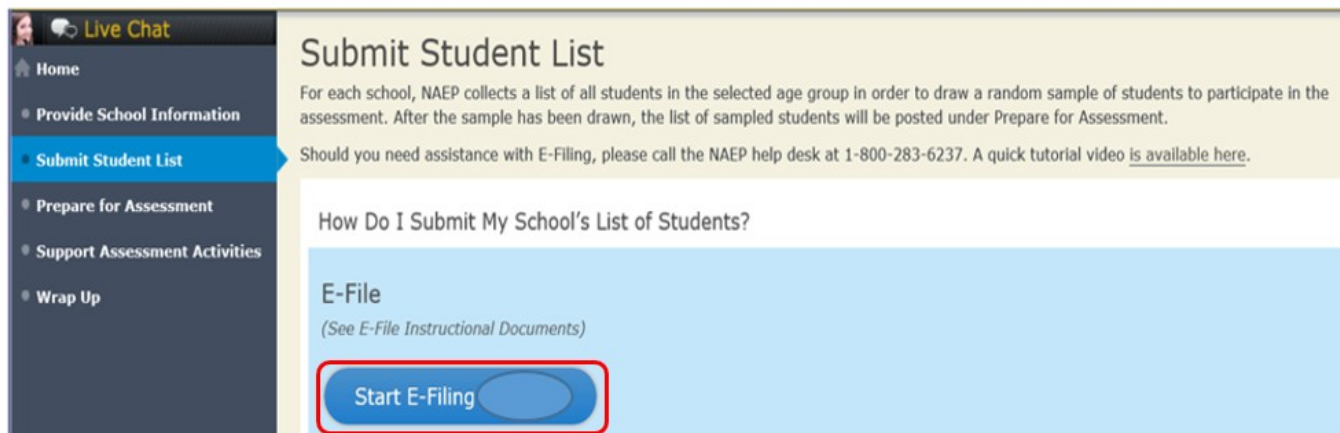 Live Chat
Home
Provide School Information
Submit Student List
Prepare for Assessment
Support Assessment Activities
Wrap Up
Submit Student List
For each school, NAEP collects a list of all students in the selected age group in order to draw a random sample of students to participate in the
assessment. After the sample has been drawn, the list of sampled students will be posted under Prepare for Assessment.
Should you need assistance with E-Filing, please call the NAEP help desk at 1-800-283-6237. A quick tutorial video is available here.
How Do I Submit My School's List of Students?
E-File
(See E-File Instructional Documents)
Start E-Filing